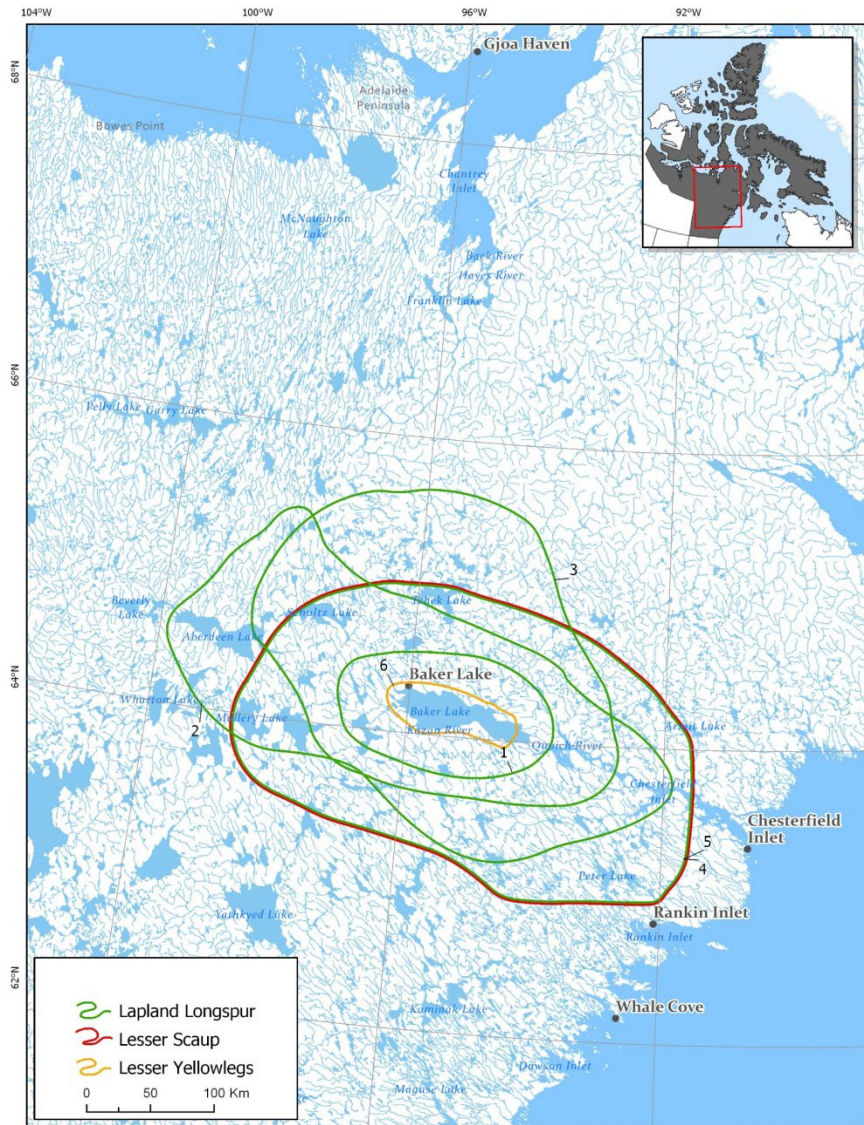 104°W
100°W
96°W
92°W
68°N
66°N
64°N
62°N
Gjoa Haven
Adelaide
Peninsula
Bowes Point
Chantrey
Inlet
McNaughton
Lake
Back River
Hayes River
Franklin Lake
Pelly Lake
Garry Lake
3
Beverly
Lake
Schultz Lake
Tehek Lake
Aberdeen Lake
6
Baker Lake
Wharton Lake
Baker Lake
Mallery Lake
2
Kazan River
Armit Lake
Quoich River
1
Chesterfield
Inlet
Chesterfield
Inlet
5
4
Peter Lake
Yathkyed Lake
Rankin Inlet
Rankin Inlet
Kaminak Lake
Whale Cove
Dawson Inlet
Maguse Lake
Lapland Longspur
Lesser Scaup
Lesser Yellowlegs
0 50 100 Km